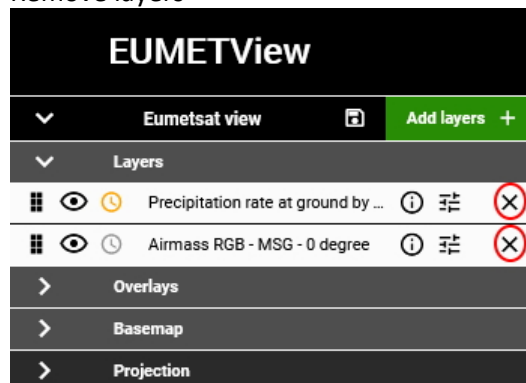 Remove layers
EUMETView
Eumetsat view
Add layers +
Layers
Precipitation rate at ground by ...
Airmass RGB - MSG - 0 degree
Overlays
Basemap
Projection